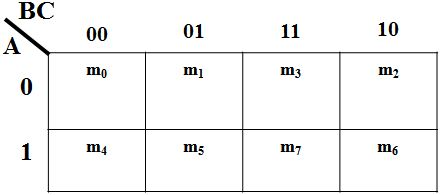 BC
A
00 01 11 10
0 m₀ m₁ m₃ m₂
1 m₄ m₅ m₇ m₆